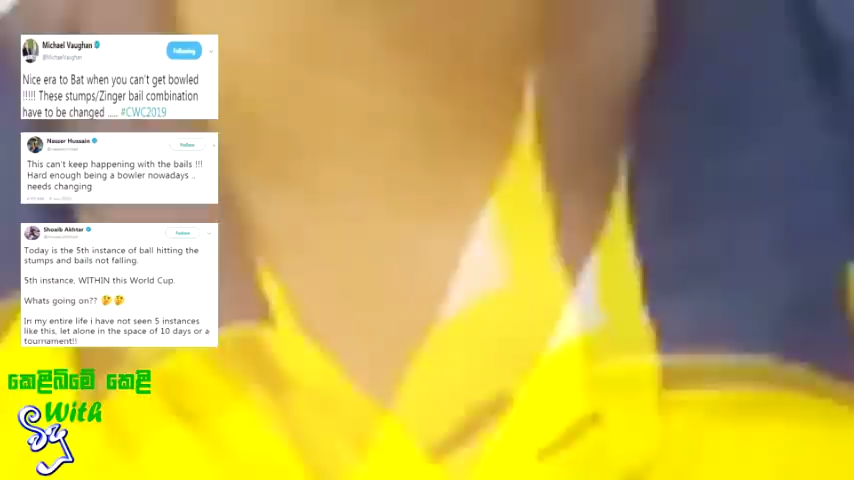 Michael Vaughan
@MichaelVaughan
Following
Nice era to Bat when you can't get bowled
!!!!! These stumps/Zinger bail combination
have to be changed ..... #CWC2019
Nasser Hussain
Follow
This can't keep happening with the bails !!!
Hard enough being a bowler nowadays ..
needs changing
Shoaib Akhtar
Follow
Today is the 5th instance of ball hitting the
stumps and bails not falling.
5th instance, WITHIN this World Cup.
Whats going on?? 🤔 🤔
In my entire life i have not seen 5 instances
like this, let alone in the space of 10 days or a
tournament!!
කෙළිබිමේ කෙළි
With